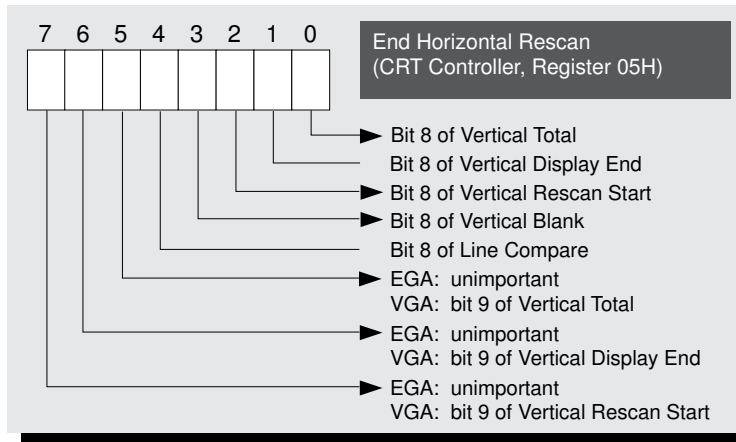 7 6 5 4 3 2 1 0
End Horizontal Rescan
(CRT Controller, Register 05H)
Bit 8 of Vertical Total
Bit 8 of Vertical Display End
Bit 8 of Vertical Rescan Start
Bit 8 of Vertical Blank
Bit 8 of Line Compare
EGA: unimportant
VGA: bit 9 of Vertical Total
EGA: unimportant
VGA: bit 9 of Vertical Display End
EGA: unimportant
VGA: bit 9 of Vertical Rescan Start